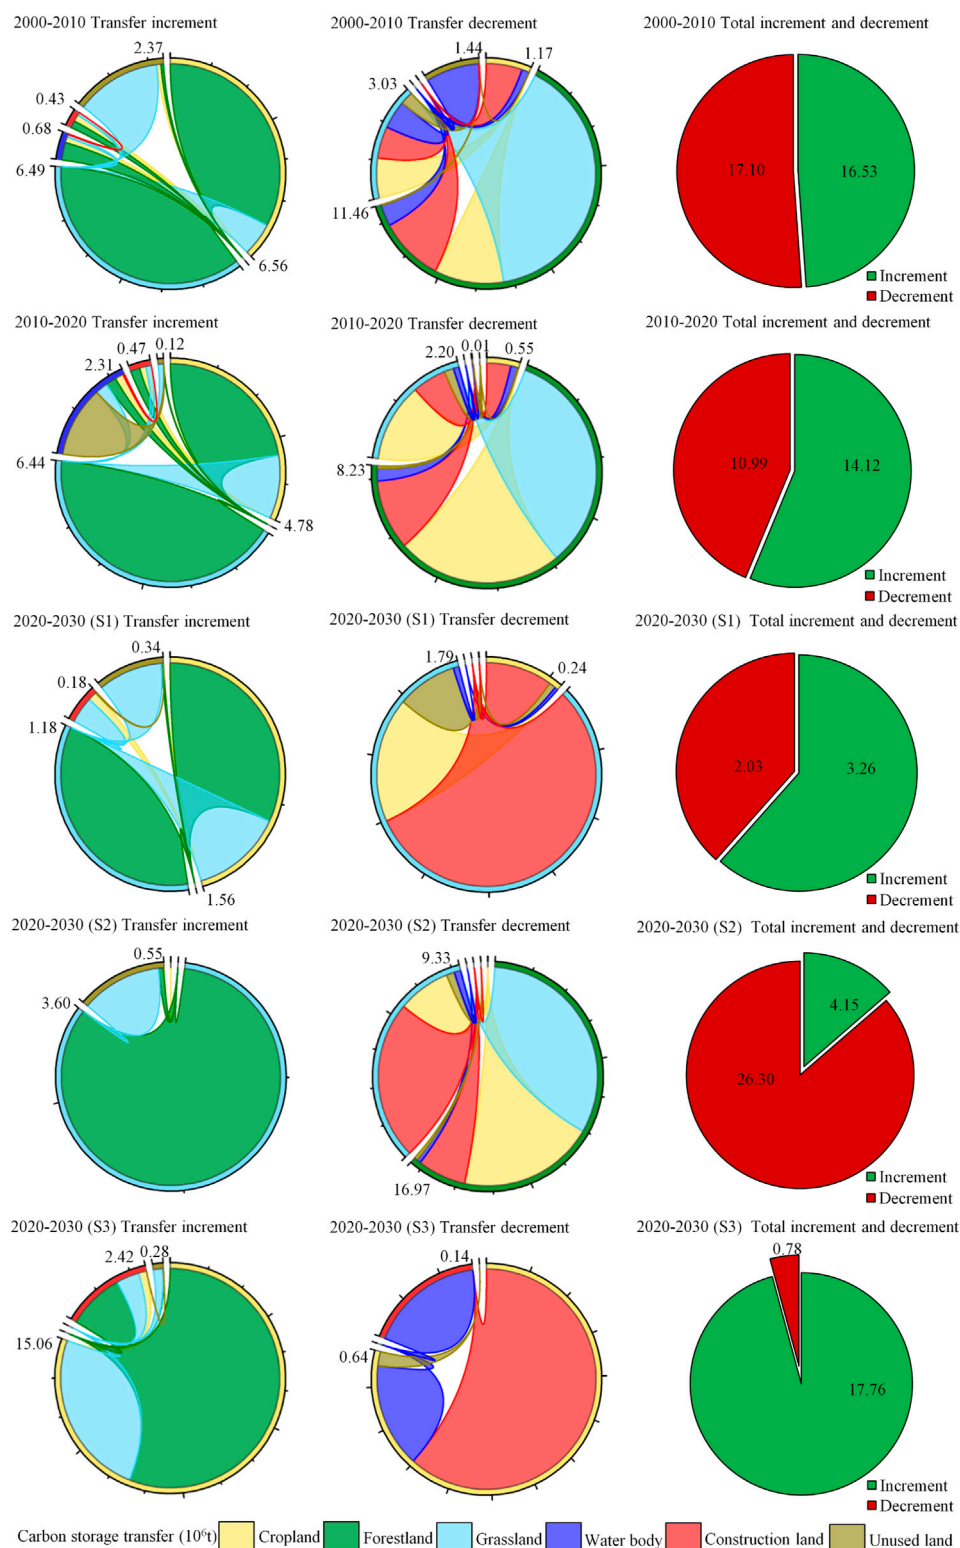 2000-2010 Transfer increment
2.37
0.43
0.68
6.49
6.56
2000-2010 Transfer decrement
1.44
1.17
3.03
11.46
2000-2010 Total increment and decrement
17.10
16.53
Increment
Decrement
2010-2020 Transfer increment
0.47
0.12
2.31
6.44
4.78
2010-2020 Transfer decrement
2.20
0.01
0.55
8.23
2010-2020 Total increment and decrement
10.99
14.12
Increment
Decrement
2020-2030 (S1) Transfer increment
0.34
0.18
1.18
1.56
2020-2030 (S1) Transfer decrement
1.79
0.24
2020-2030 (S1) Total increment and decrement
2.03
3.26
Increment
Decrement
2020-2030 (S2) Transfer increment
0.55
3.60
2020-2030 (S2) Transfer decrement
9.33
16.97
2020-2030 (S2) Total increment and decrement
4.15
26.30
Increment
Decrement
2020-2030 (S3) Transfer increment
2.42
0.28
15.06
2020-2030 (S3) Transfer decrement
0.14
0.64
2020-2030 (S3) Total increment and decrement
0.78
17.76
Increment
Decrement
Carbon storage transfer (10⁶t) Cropland Forestland Grassland Water body Construction land Unused land